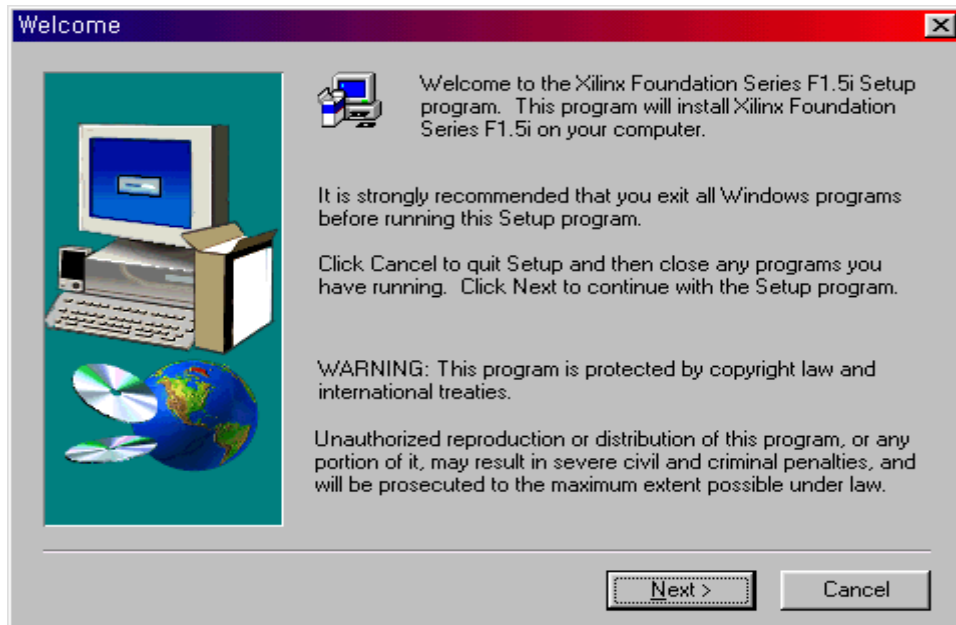 Welcome
Welcome to the Xilinx Foundation Series F1.5i Setup
program.  This program will install Xilinx Foundation
Series F1.5i on your computer.
It is strongly recommended that you exit all Windows programs
before running this Setup program.
Click Cancel to quit Setup and then close any programs you
have running.  Click Next to continue with the Setup program.
WARNING: This program is protected by copyright law and
international treaties.
Unauthorized reproduction or distribution of this program, or any
portion of it, may result in severe civil and criminal penalties, and
will be prosecuted to the maximum extent possible under law.
Next > Cancel